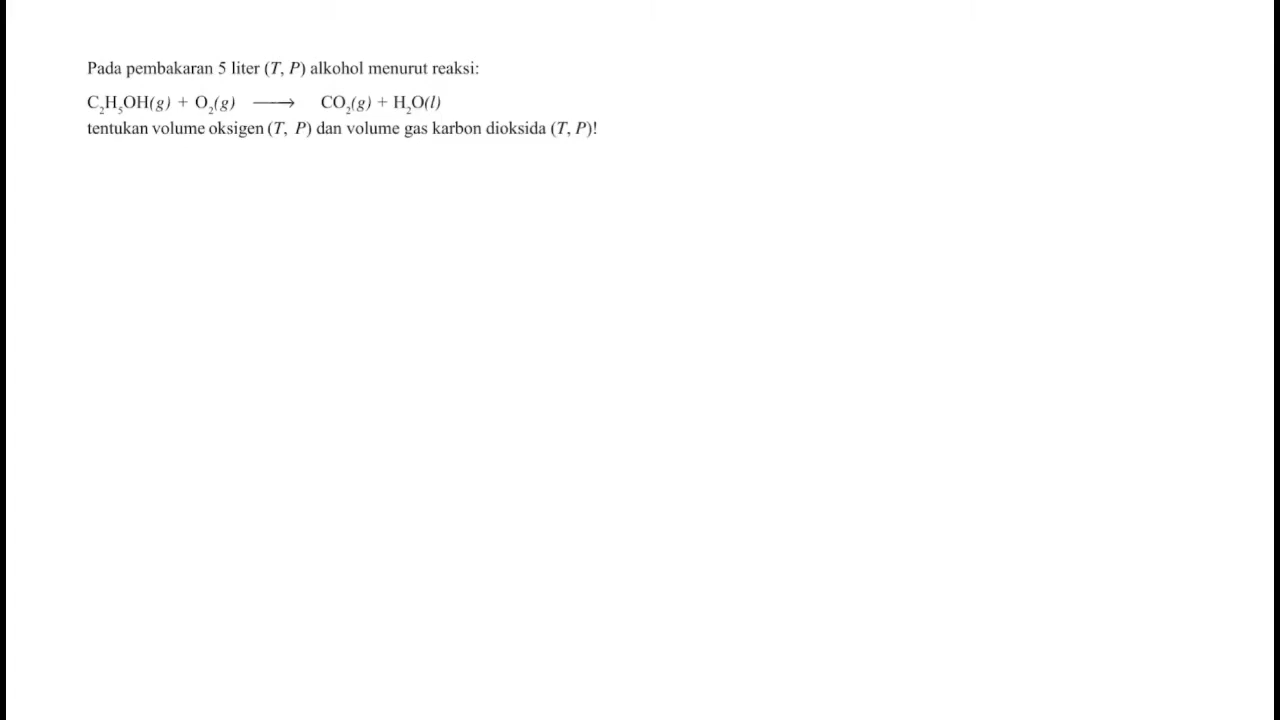 Pada pembakaran 5 liter (T, P) alkohol menurut reaksi:
C₂H₅OH(g) + O₂(g) ⟶ CO₂(g) + H₂O(l)
tentukan volume oksigen (T, P) dan volume gas karbon dioksida (T, P)!